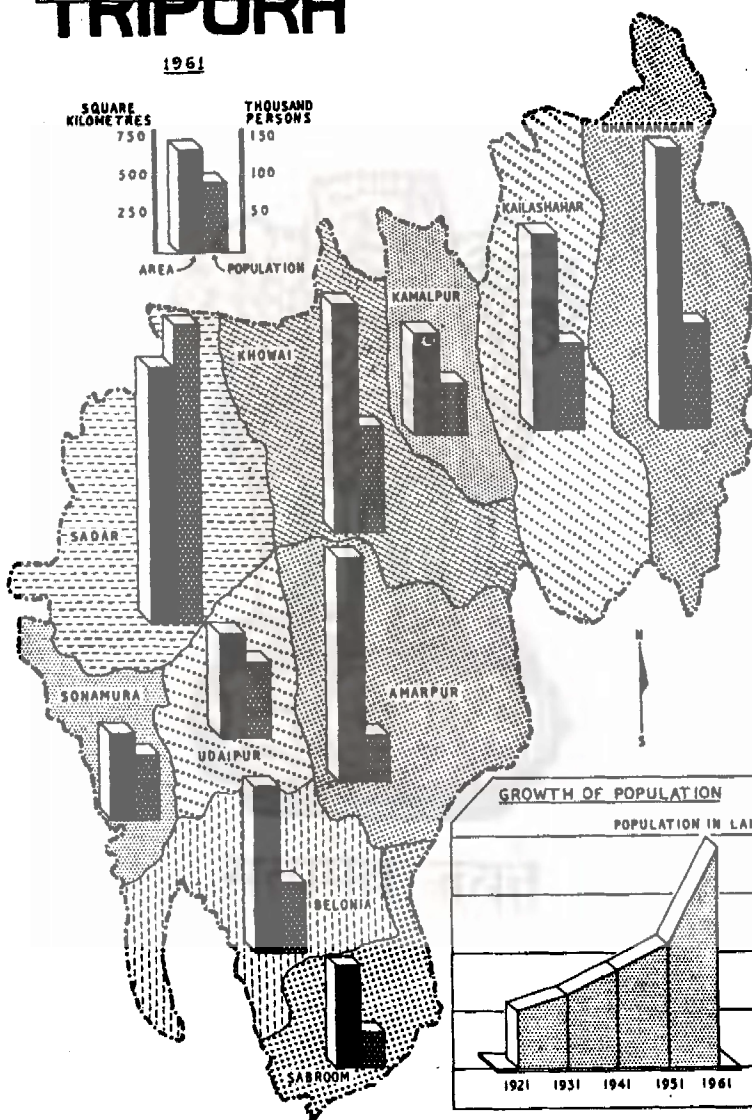 TRIPURA
1961
SQUARE KILOMETRES
THOUSAND PERSONS
750
150
500
100
250
50
AREA
POPULATION
DHARMANAGAR
KAILASHAHAR
KAMALPUR
KHOWAI
SADAR
AMARPUR
SONAMURA
UDAIPUR
BELONIA
SABROOM
N
S
GROWTH OF POPULATION
POPULATION IN LA
1921 1931 1941 1951 1961